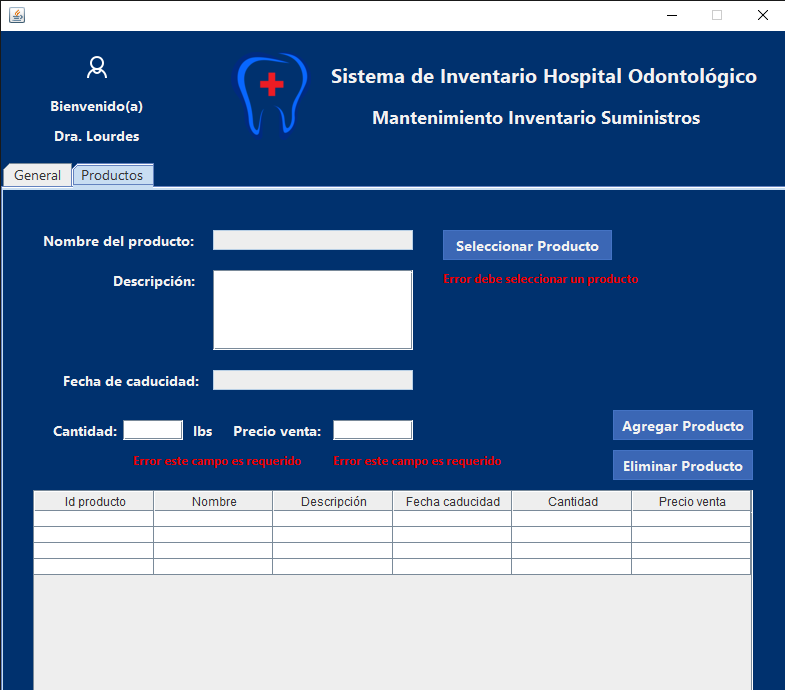 Sistema de Inventario Hospital Odontológico
Bienvenido(a)
Mantenimiento Inventario Suministros
Dra. Lourdes
General Productos
Nombre del producto: Seleccionar Producto
Descripción: Error debe seleccionar un producto
Fecha de caducidad:
Cantidad: lbs Precio venta: Agregar Producto
Error este campo es requerido Error este campo es requerido
Eliminar Producto
Id producto Nombre Descripción Fecha caducidad Cantidad Precio venta